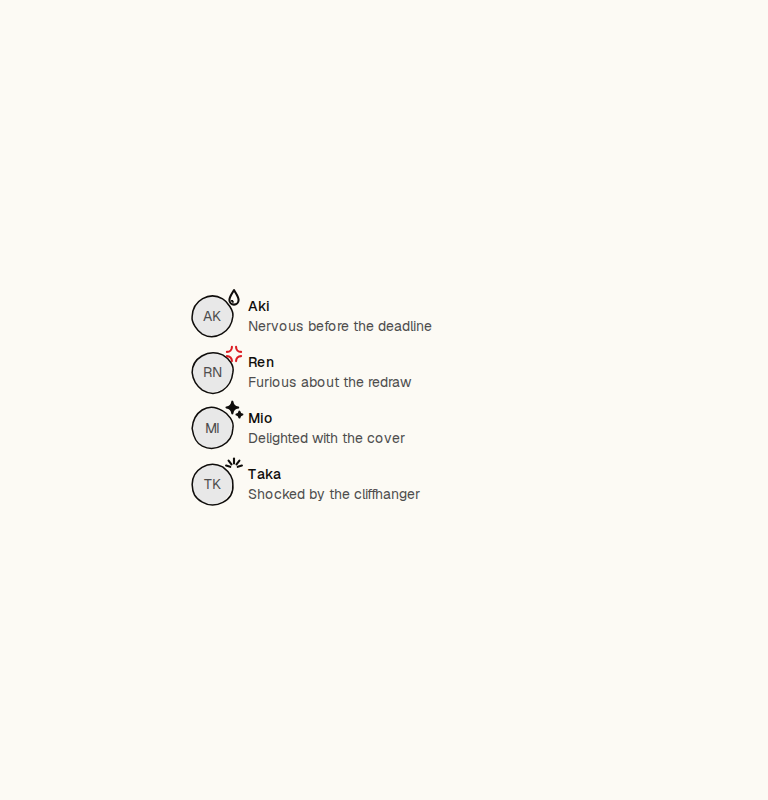 AK
Aki
Nervous before the deadline
RN
Ren
Furious about the redraw
MI
Mio
Delighted with the cover
TK
Taka
Shocked by the cliffhanger